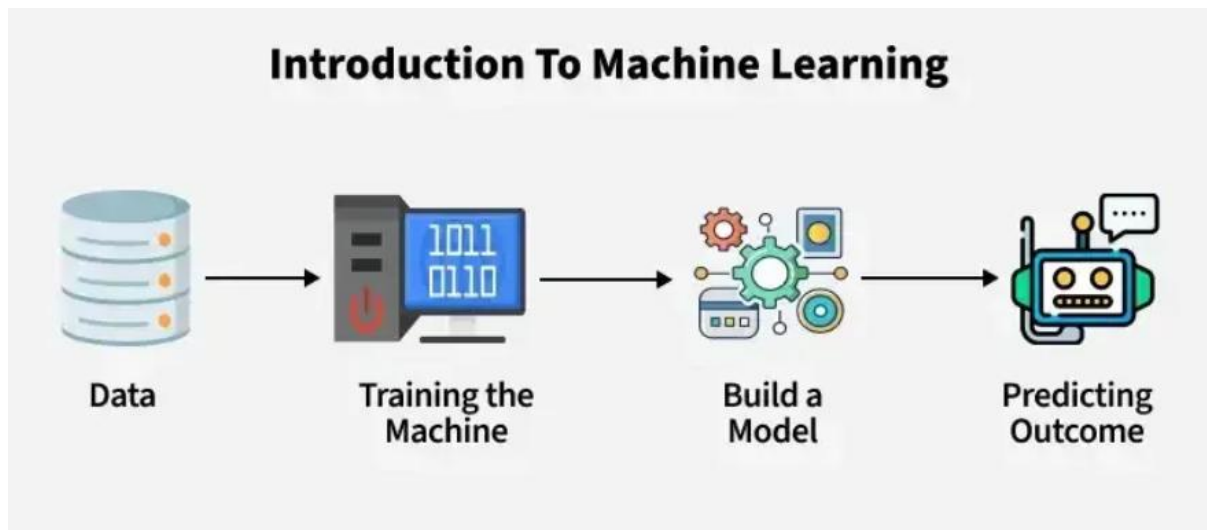 Introduction To Machine Learning
1011
0110
Data
Training the
Machine
Build a
Model
Predicting
Outcome